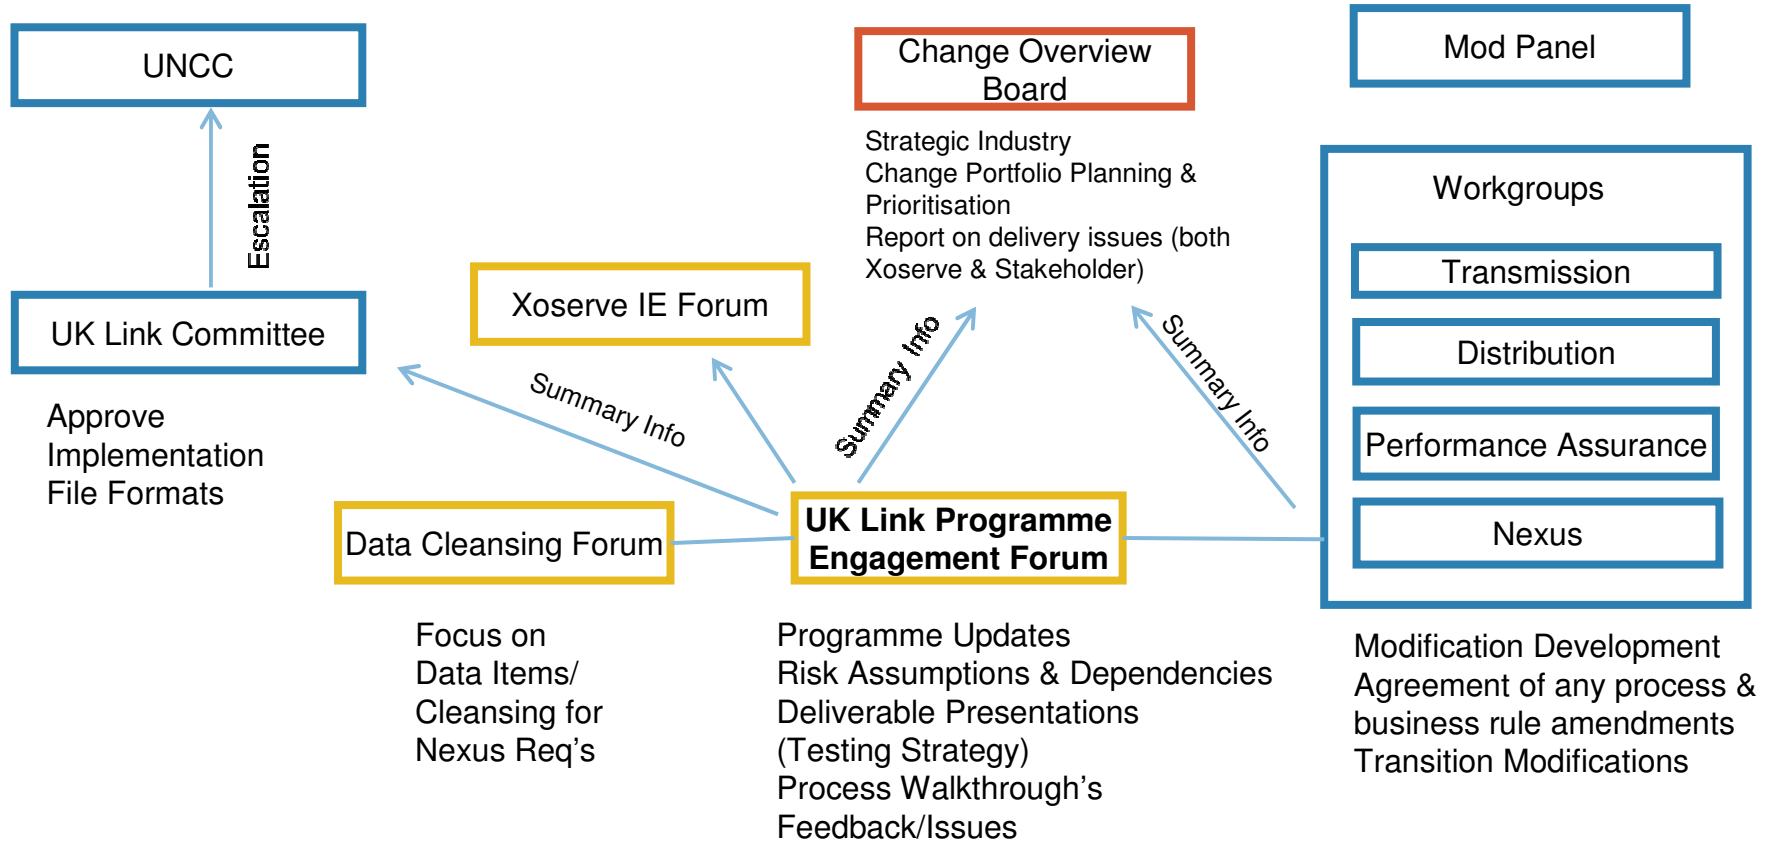 UNCC
Change Overview
Board
Mod Panel
Escalation
Strategic Industry
Change Portfolio Planning &
Prioritisation
Report on delivery issues (both
Xoserve & Stakeholder)
Workgroups
Transmission
Distribution
Performance Assurance
Nexus
UK Link Committee
Xoserve IE Forum
Summary Info
Summary Info
Summary Info
Approve
Implementation
File Formats
Data Cleansing Forum
UK Link Programme
Engagement Forum
Focus on
Data Items/
Cleansing for
Nexus Req’s
Programme Updates
Risk Assumptions & Dependencies
Deliverable Presentations
(Testing Strategy)
Process Walkthrough’s
Feedback/Issues
Modification Development
Agreement of any process &
business rule amendments
Transition Modifications